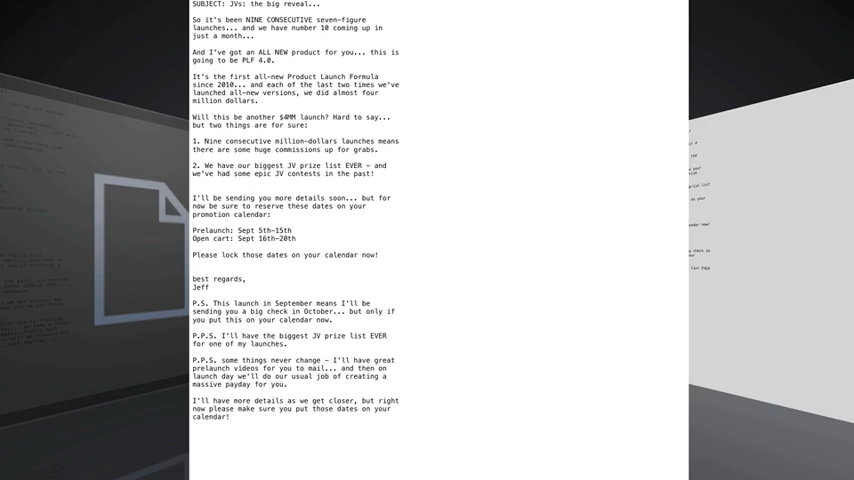 SUBJECT: JVs: the big reveal...
So it's been NINE CONSECUTIVE seven-figure
launches... and we have number 10 coming up in
just a month...
And I've got an ALL NEW product for you... this is
going to be PLF 4.0.
It's the first all-new Product Launch Formula
since 2010... and each of the last two times we've
launched all-new versions, we did almost four
million dollars.
Will this be another $4MM launch? Hard to say...
but two things are for sure:
1. Nine consecutive million-dollars launches means
there are some huge commissions up for grabs.
2. We have our biggest JV prize list EVER - and
we've had some epic JV contests in the past!
I'll be sending you more details soon... but for
now be sure to reserve these dates on your
promotion calendar:
Prelaunch: Sept 5th-15th
Open cart: Sept 16th-20th
Please lock those dates on your calendar now!
best regards,
Jeff
P.S. This launch in September means I'll be
sending you a big check in October... but only if
you put this on your calendar now.
P.P.S. I'll have the biggest JV prize list EVER
for one of my launches.
P.P.S. some things never change - I'll have great
prelaunch videos for you to mail... and then on
launch day we'll do our usual job of creating a
massive payday for you.
I'll have more details as we get closer, but right
now please make sure you put those dates on your
calendar!